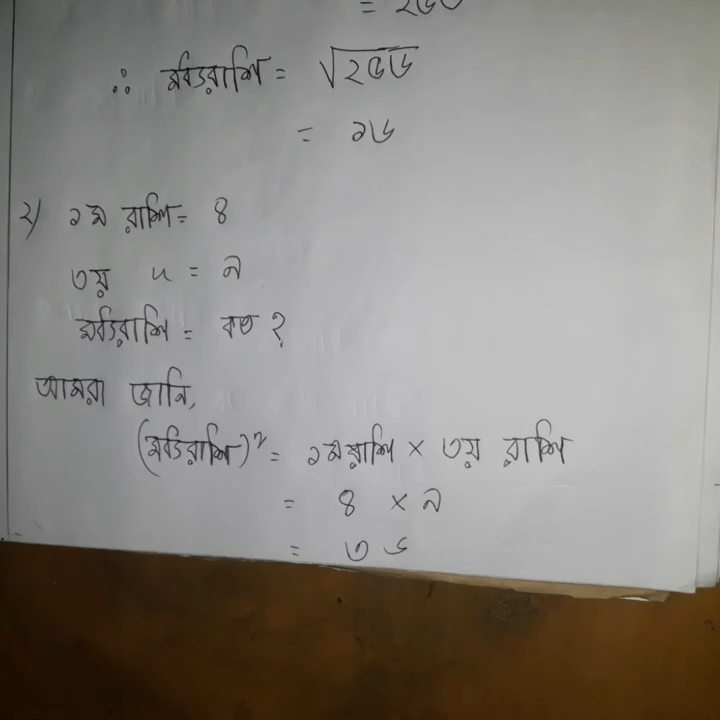 = ২৫৬
∴ মধ্যরাশি = √২৫৬
= ১৬
২) ১ম রাশি = ৪
৩য় " = ৯
মধ্যরাশি = কত ?
আমরা জানি,
(মধ্যরাশি)² = ১ম রাশি × ৩য় রাশি
= ৪ × ৯
= ৩৬